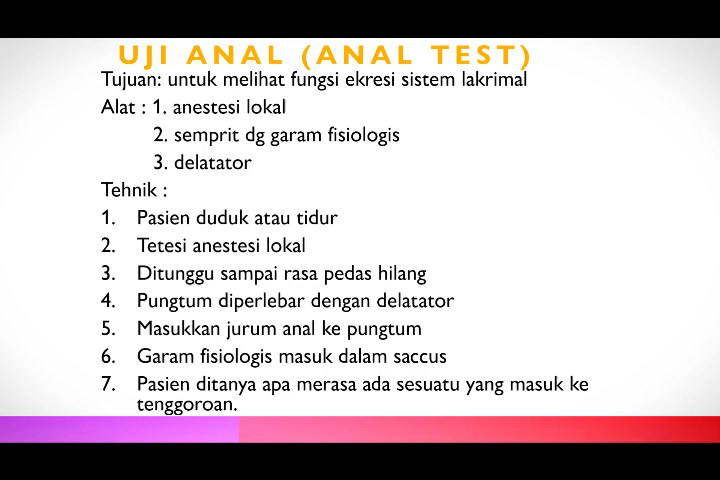 UJI ANAL (ANAL TEST)
Tujuan: untuk melihat fungsi ekresi sistem lakrimal
Alat : 1. anestesi lokal
2. semprit dg garam fisiologis
3. delatator
Tehnik :
1. Pasien duduk atau tidur
2. Tetesi anestesi lokal
3. Ditunggu sampai rasa pedas hilang
4. Pungtum diperlebar dengan delatator
5. Masukkan jurum anal ke pungtum
6. Garam fisiologis masuk dalam saccus
7. Pasien ditanya apa merasa ada sesuatu yang masuk ke
tenggoroan.